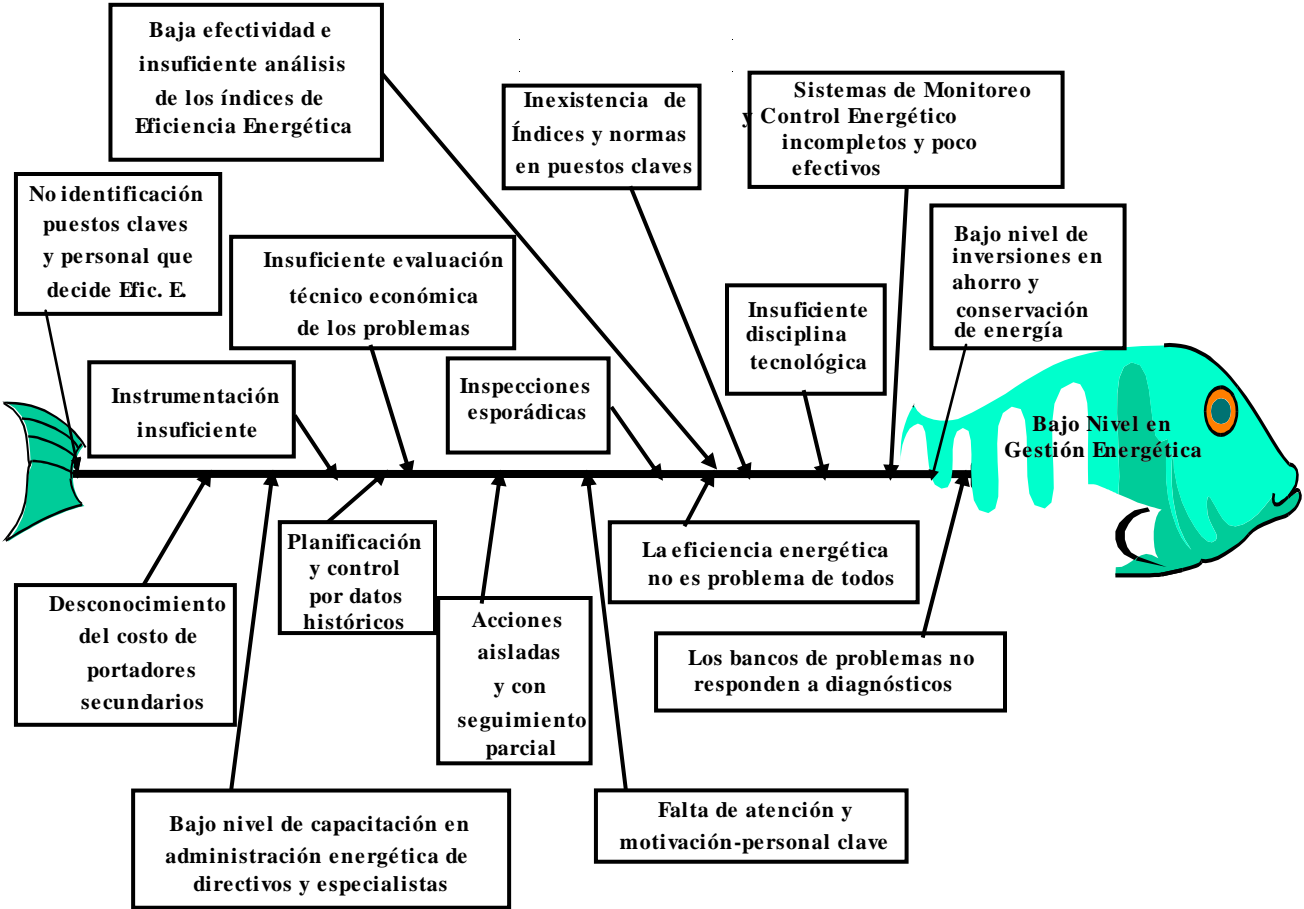 Baja efectividad e
insuficiente análisis
de los índices de
Eficiencia Energética
Inexistencia de
Índices y normas
en puestos claves
Sistemas de Monitoreo
y Control Energético
incompletos y poco
efectivos
No identificación
puestos claves
y personal que
decide Efic. E.
Insuficiente evaluación
técnico económica
de los problemas
Bajo nivel de
inversiones en
ahorro y
conservación
de energía
Insuficiente
disciplina
tecnológica
Instrumentación
insuficiente
Inspecciones
esporádicas
Bajo Nivel en
Gestión Energética
Planificación
y control
por datos
históricos
La eficiencia energética
no es problema de todos
Desconocimiento
del costo de
portadores
secundarios
Acciones
aisladas
y con
seguimiento
parcial
Los bancos de problemas no
responden a diagnósticos
Bajo nivel de capacitación en
administración energética de
directivos y especialistas
Falta de atención y
motivación-personal clave